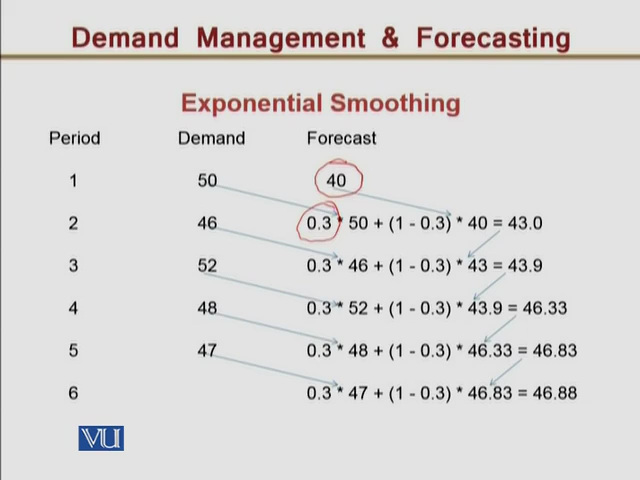 Demand Management & Forecasting
Exponential Smoothing
Period Demand Forecast
1 50 40
2 46 0.3 * 50 + (1 - 0.3) * 40 = 43.0
3 52 0.3 * 46 + (1 - 0.3) * 43 = 43.9
4 48 0.3 * 52 + (1 - 0.3) * 43.9 = 46.33
5 47 0.3 * 48 + (1 - 0.3) * 46.33 = 46.83
6 0.3 * 47 + (1 - 0.3) * 46.83 = 46.88
VU